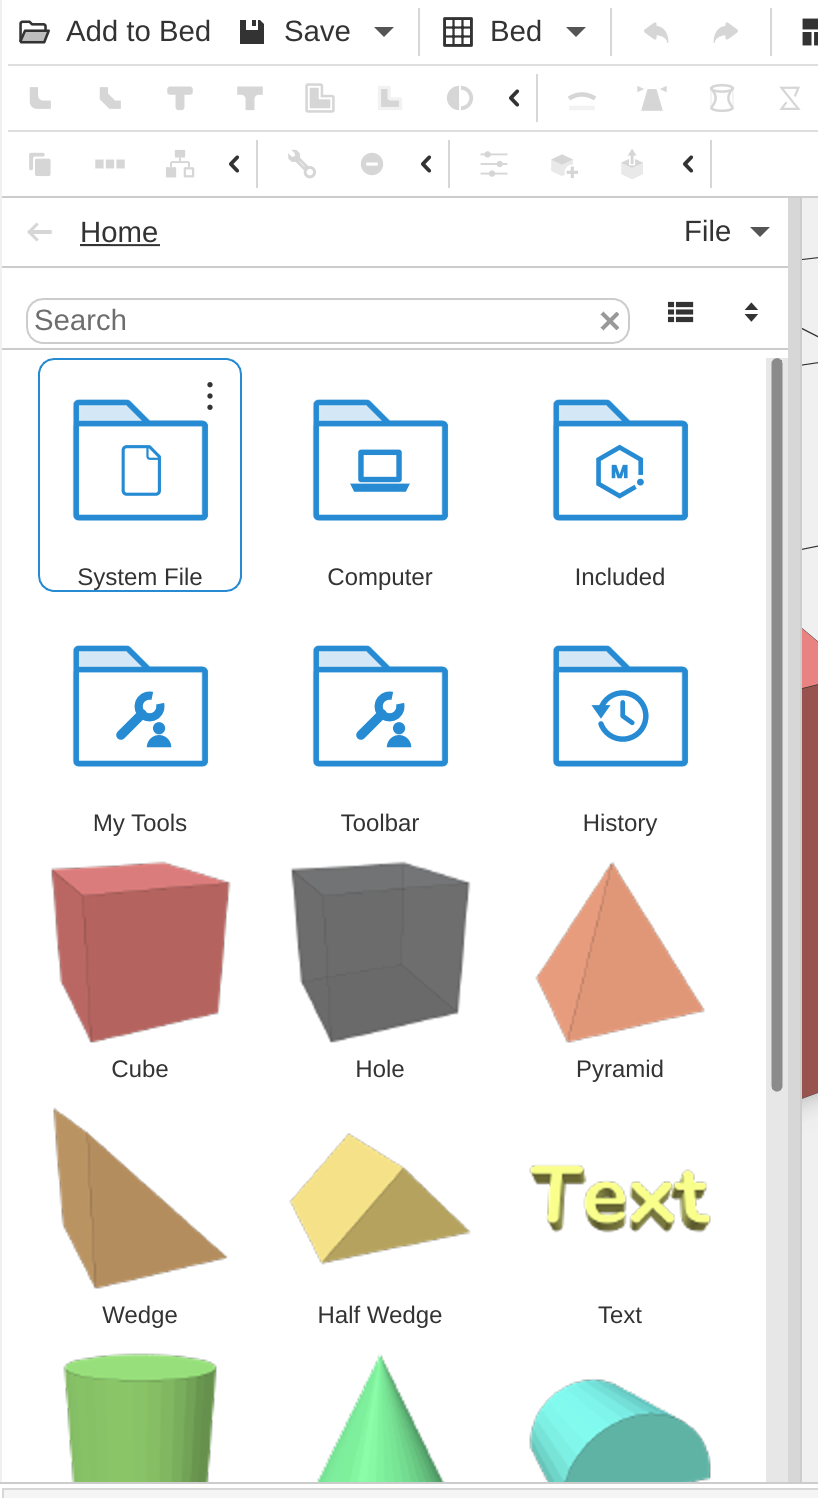 Add to Bed Save Bed
Home File
Search
System File Computer Included
M
My Tools Toolbar History
Cube Hole Pyramid
Text
Wedge Half Wedge Text